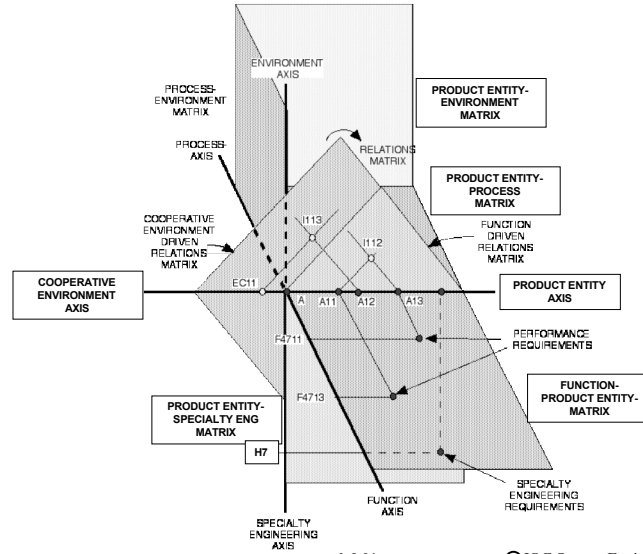 ENVIRONMENT
AXIS
PROCESS-
ENVIRONMENT
MATRIX
PRODUCT ENTITY-
ENVIRONMENT
MATRIX
PROCESS
AXIS
RELATIONS
MATRIX
PRODUCT ENTITY-
PROCESS
MATRIX
COOPERATIVE
ENVIRONMENT
DRIVEN
RELATIONS
MATRIX
I113
I112
FUNCTION
DRIVEN
RELATIONS
MATRIX
COOPERATIVE
ENVIRONMENT
AXIS
EC11
A
A11
A12
A13
PRODUCT ENTITY
AXIS
F4711
PERFORMANCE
REQUIREMENTS
F4713
PRODUCT ENTITY-
SPECIALTY ENG
MATRIX
FUNCTION-
PRODUCT ENTITY-
MATRIX
H7
FUNCTION
AXIS
SPECIALTY
ENGINEERING
REQUIREMENTS
SPECIALTY
ENGINEERING
AXIS